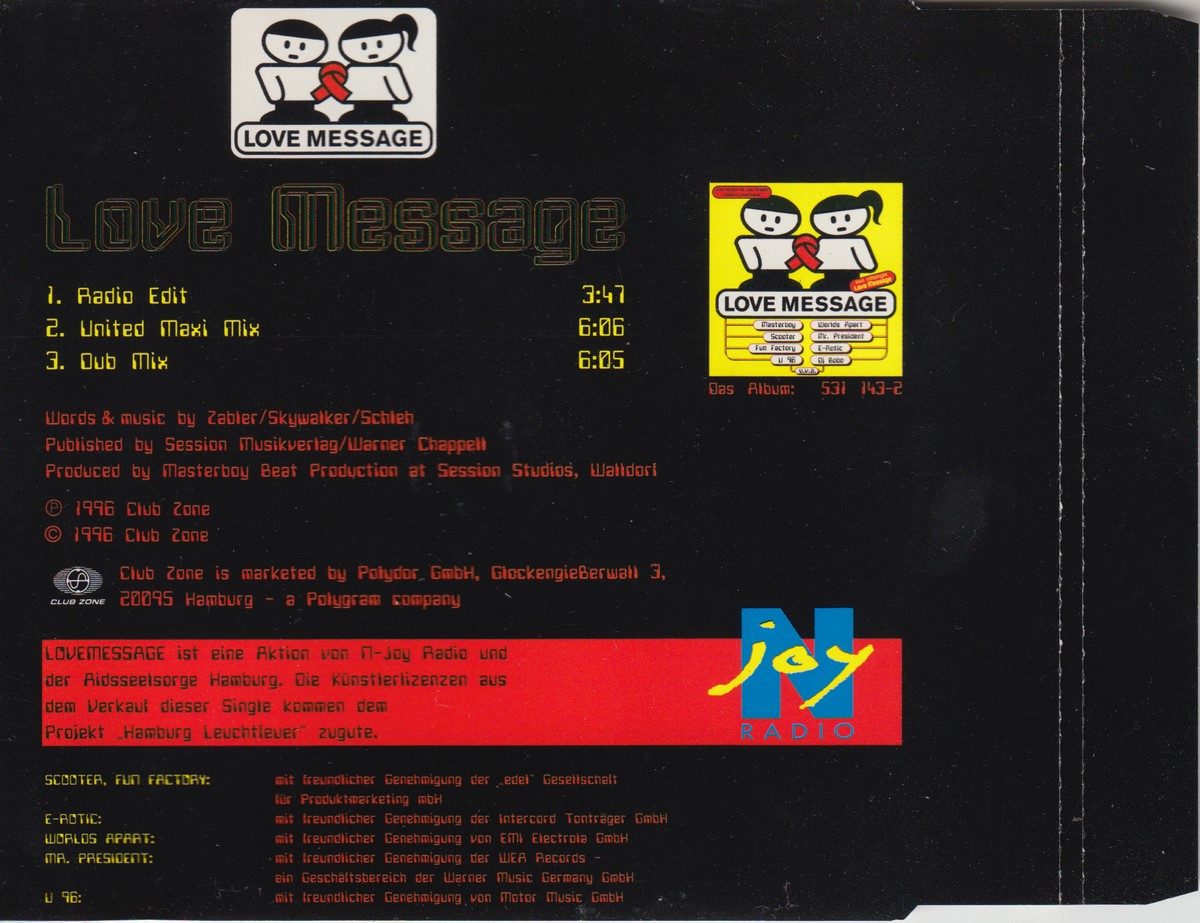 LOVE MESSAGE
Love Message
1. Radio Edit 3:47
2. United Maxi Mix 6:06
3. Dub Mix 6:05
LOVE MESSAGE
Masterboy Worlds Apart
Scooter Mr. President
Fun Factory E-Rotic
U 96 Dj Bobo
u.v.a.
Das Album: 531 143-2
Words & music by Zabler/Skywalker/Schleh
Published by Session Musikverlag/Warner Chappell
Produced by Masterboy Beat Production at Session Studios, Walldorf
℗ 1996 Club Zone
© 1996 Club Zone
CLUB ZONE
Club Zone is marketed by Polydor GmbH, Glockengießerwall 3,
20095 Hamburg - a Polygram company
LOVEMESSAGE ist eine Aktion von N-Joy Radio und
der Aidsseelsorge Hamburg. Die Künstlerlizenzen aus
dem Verkauf dieser Single kommen dem
Projekt „Hamburg Leuchtfeuer" zugute.
N joy
RADIO
SCOOTER, FUN FACTORY: mit freundlicher Genehmigung der „edel" Gesellschaft
für Produktmarketing mbH
E-ROTIC: mit freundlicher Genehmigung der Intercord Tonträger GmbH
WORLDS APART: mit freundlicher Genehmigung von EMI Electrola GmbH
MR. PRESIDENT: mit freundlicher Genehmigung der WEA Records -
ein Geschäftsbereich der Warner Music Germany GmbH
U 96: mit freundlicher Genehmigung von Motor Music GmbH